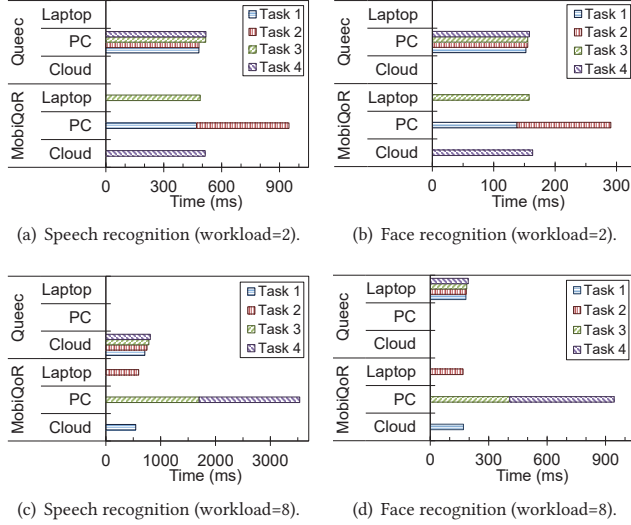 Queec
Laptop
PC
Cloud
MobiQoR
Laptop
PC
Cloud
Task 1
Task 2
Task 3
Task 4
0 300 600 900
Time (ms)
(a) Speech recognition (workload=2).
Queec
Laptop
PC
Cloud
MobiQoR
Laptop
PC
Cloud
Task 1
Task 2
Task 3
Task 4
0 100 200 300
Time (ms)
(b) Face recognition (workload=2).
Queec
Laptop
PC
Cloud
MobiQoR
Laptop
PC
Cloud
Task 1
Task 2
Task 3
Task 4
0 1000 2000 3000
Time (ms)
(c) Speech recognition (workload=8).
Queec
Laptop
PC
Cloud
MobiQoR
Laptop
PC
Cloud
Task 1
Task 2
Task 3
Task 4
0 300 600 900
Time (ms)
(d) Face recognition (workload=8).